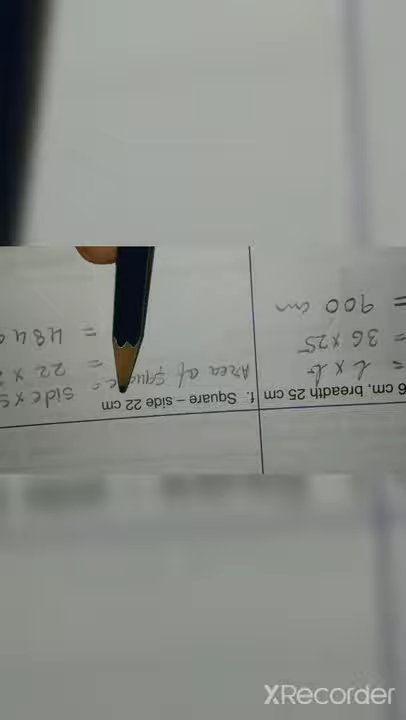 6 cm, breadth 25 cm
= l × b
= 36 × 25
= 900 cm
f. Square – side 22 cm
Area of = side ×
= 22 ×
= 484
XRecorder